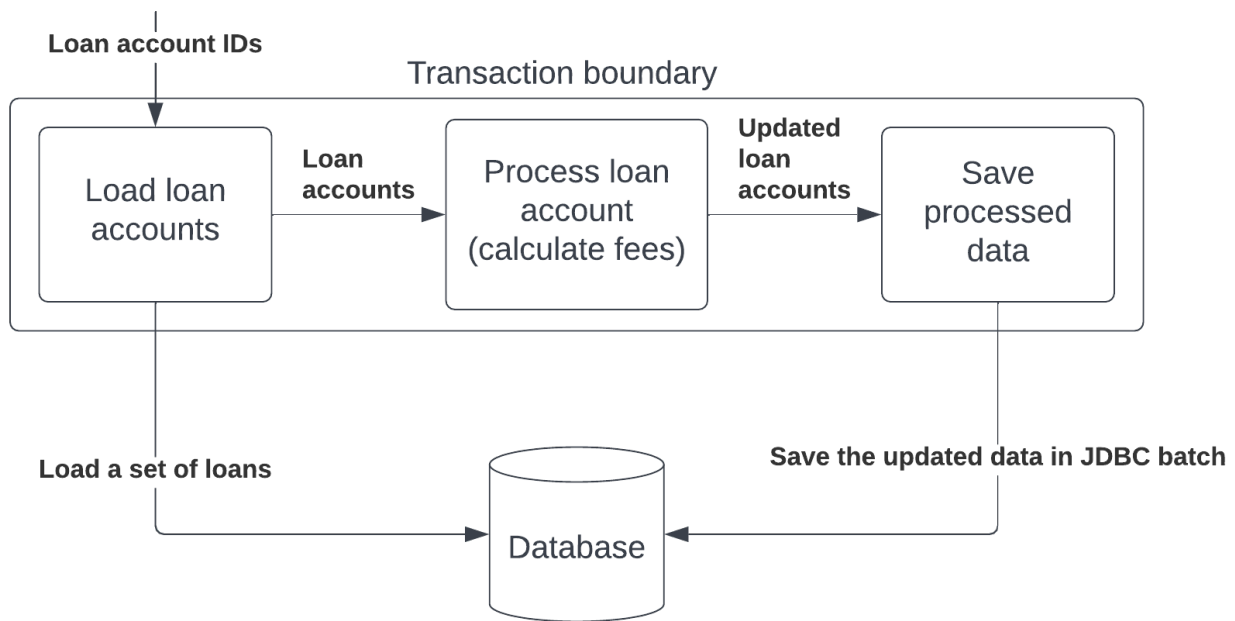 Loan account IDs
Transaction boundary
Load loan
accounts
Loan
accounts
Process loan
account
(calculate fees)
Updated
loan
accounts
Save
processed
data
Load a set of loans
Save the updated data in JDBC batch
Database